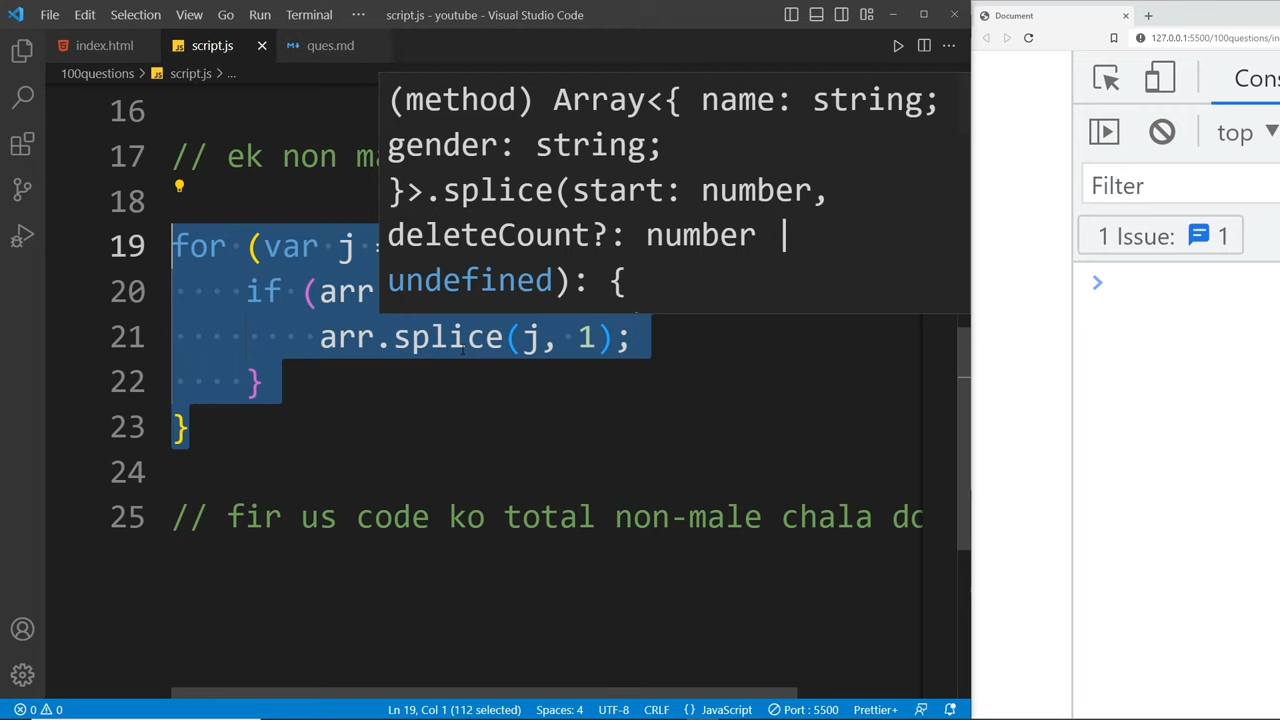 File Edit Selection View Go Run Terminal ··· script.js - youtube - Visual Studio Code
Document
index.html JS script.js ques.md
127.0.0.1:5500/100questions/in
100questions > JS script.js > ...
(method) Array<{ name: string;
gender: string;
}>.splice(start: number,
deleteCount?: number |
undefined): {
16
17 // ek non ma
18
19 for (var j =
20 if (arr
21 arr.splice(j, 1);
22 }
23 }
24
25 // fir us code ko total non-male chala do
Cons
top
Filter
1 Issue: 1
>
0 0 Ln 19, Col 1 (112 selected) Spaces: 4 UTF-8 CRLF {} JavaScript Port : 5500 Prettier+